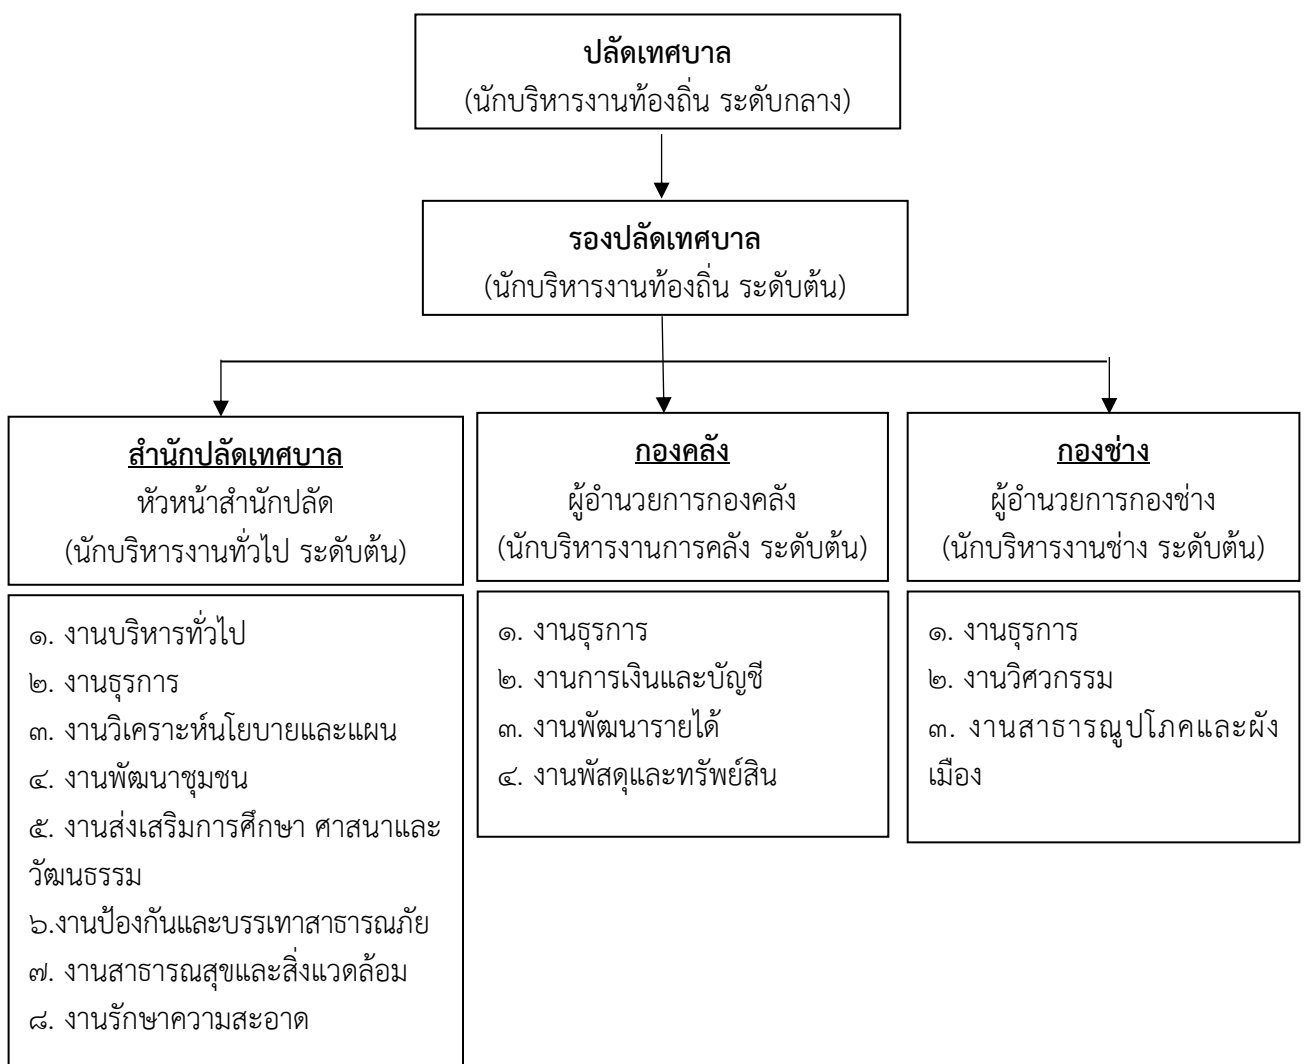 ปลัดเทศบาล
(นักบริหารงานท้องถิ่น ระดับกลาง)
รองปลัดเทศบาล
(นักบริหารงานท้องถิ่น ระดับต้น)
สำนักปลัดเทศบาล
หัวหน้าสำนักปลัด
(นักบริหารงานทั่วไป ระดับต้น)
๑. งานบริหารทั่วไป
๒. งานธุรการ
๓. งานวิเคราะห์นโยบายและแผน
๔. งานพัฒนาชุมชน
๕. งานส่งเสริมการศึกษา ศาสนาและ
วัฒนธรรม
๖.งานป้องกันและบรรเทาสาธารณภัย
๗. งานสาธารณสุขและสิ่งแวดล้อม
๘. งานรักษาความสะอาด
กองคลัง
ผู้อำนวยการกองคลัง
(นักบริหารงานการคลัง ระดับต้น)
๑. งานธุรการ
๒. งานการเงินและบัญชี
๓. งานพัฒนารายได้
๔. งานพัสดุและทรัพย์สิน
กองช่าง
ผู้อำนวยการกองช่าง
(นักบริหารงานช่าง ระดับต้น)
๑. งานธุรการ
๒. งานวิศวกรรม
๓. งานสาธารณูปโภคและผัง
เมือง